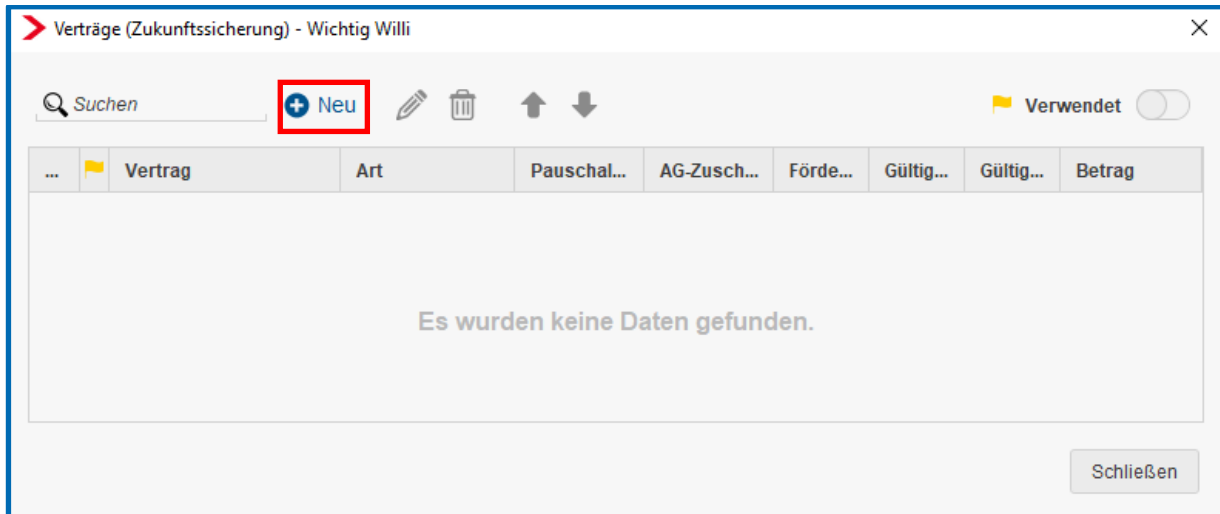 Verträge (Zukunftssicherung) - Wichtig Willi
Suchen Neu Verwendet
... Vertrag Art Pauschal... AG-Zusch... Förde... Gültig... Gültig... Betrag
Es wurden keine Daten gefunden.
Schließen